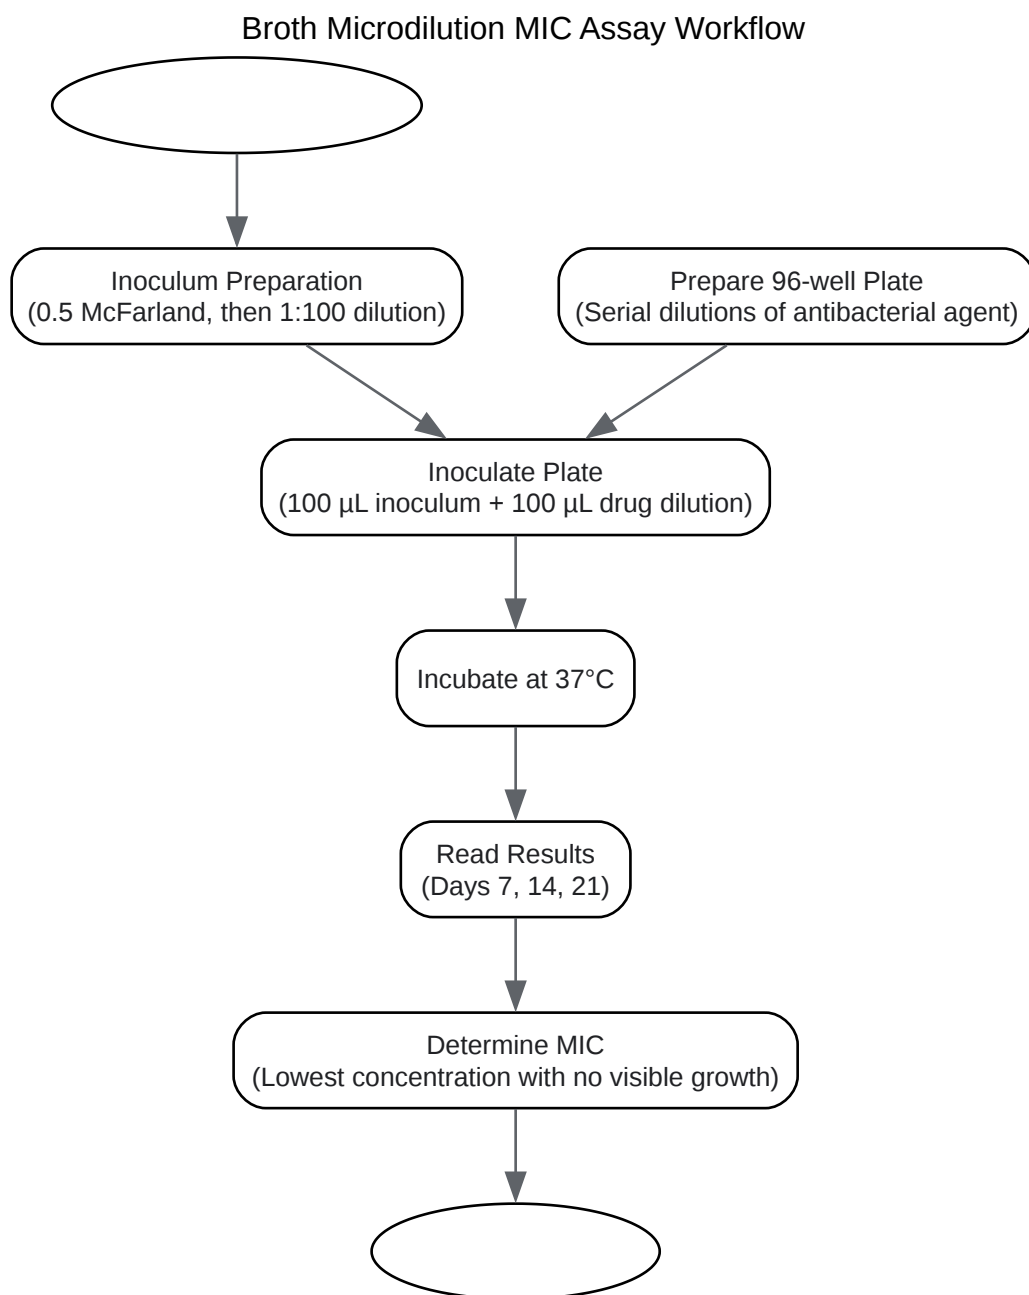 Broth Microdilution MIC Assay Workflow
Inoculum Preparation
(0.5 McFarland, then 1:100 dilution)
Prepare 96-well Plate
(Serial dilutions of antibacterial agent)
Inoculate Plate
(100 µL inoculum + 100 µL drug dilution)
Incubate at 37°C
Read Results
(Days 7, 14, 21)
Determine MIC
(Lowest concentration with no visible growth)